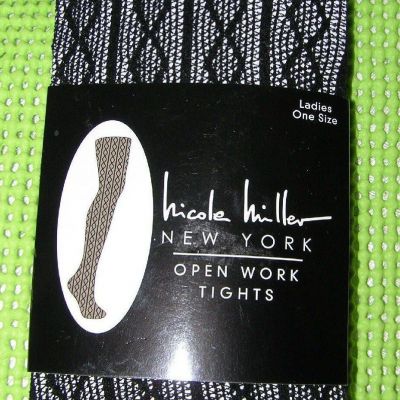 Ladies
One Size
nicole miller
NEW YORK
OPEN WORK
TIGHTS